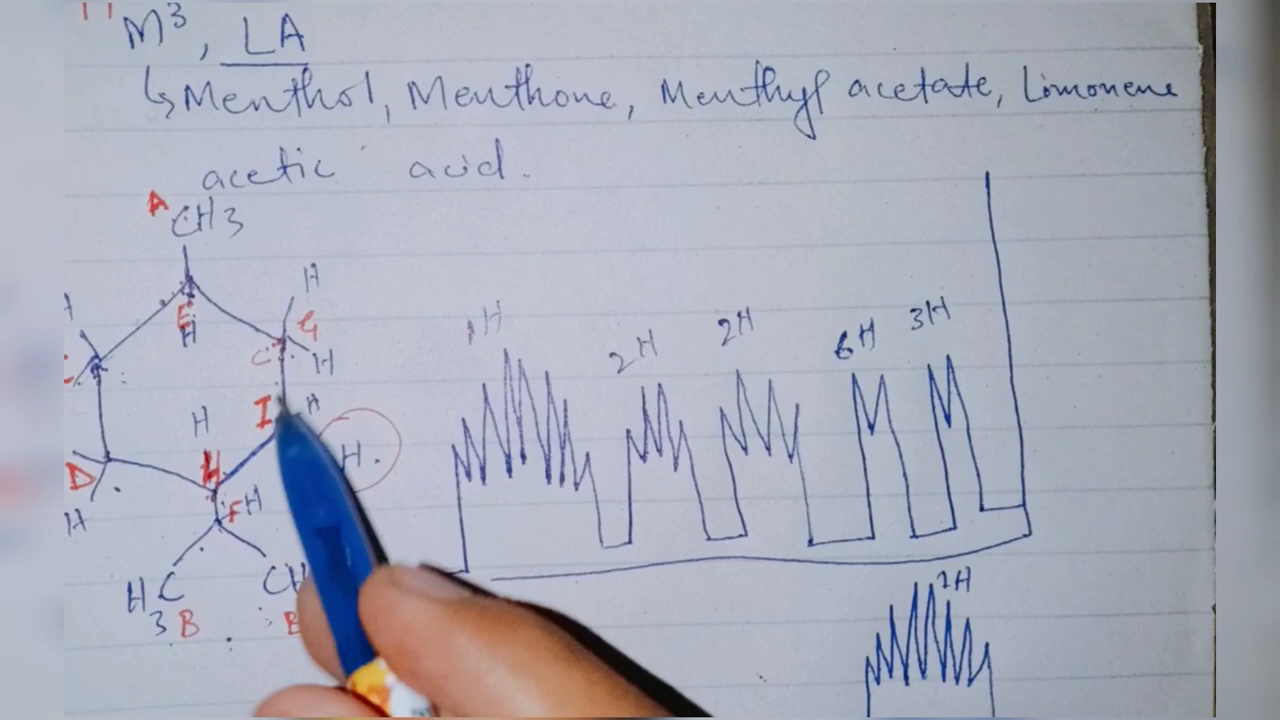 M³, LA
↳ Menthol, Menthone, Menthyl acetate, Limonene
acetic acid.
A
CH3
H
E
H
G
C
H
I
H
H
H
H.
D
H
F H
H
H3C
CH
B
B
1H
2H
2H
6H
3H
1H